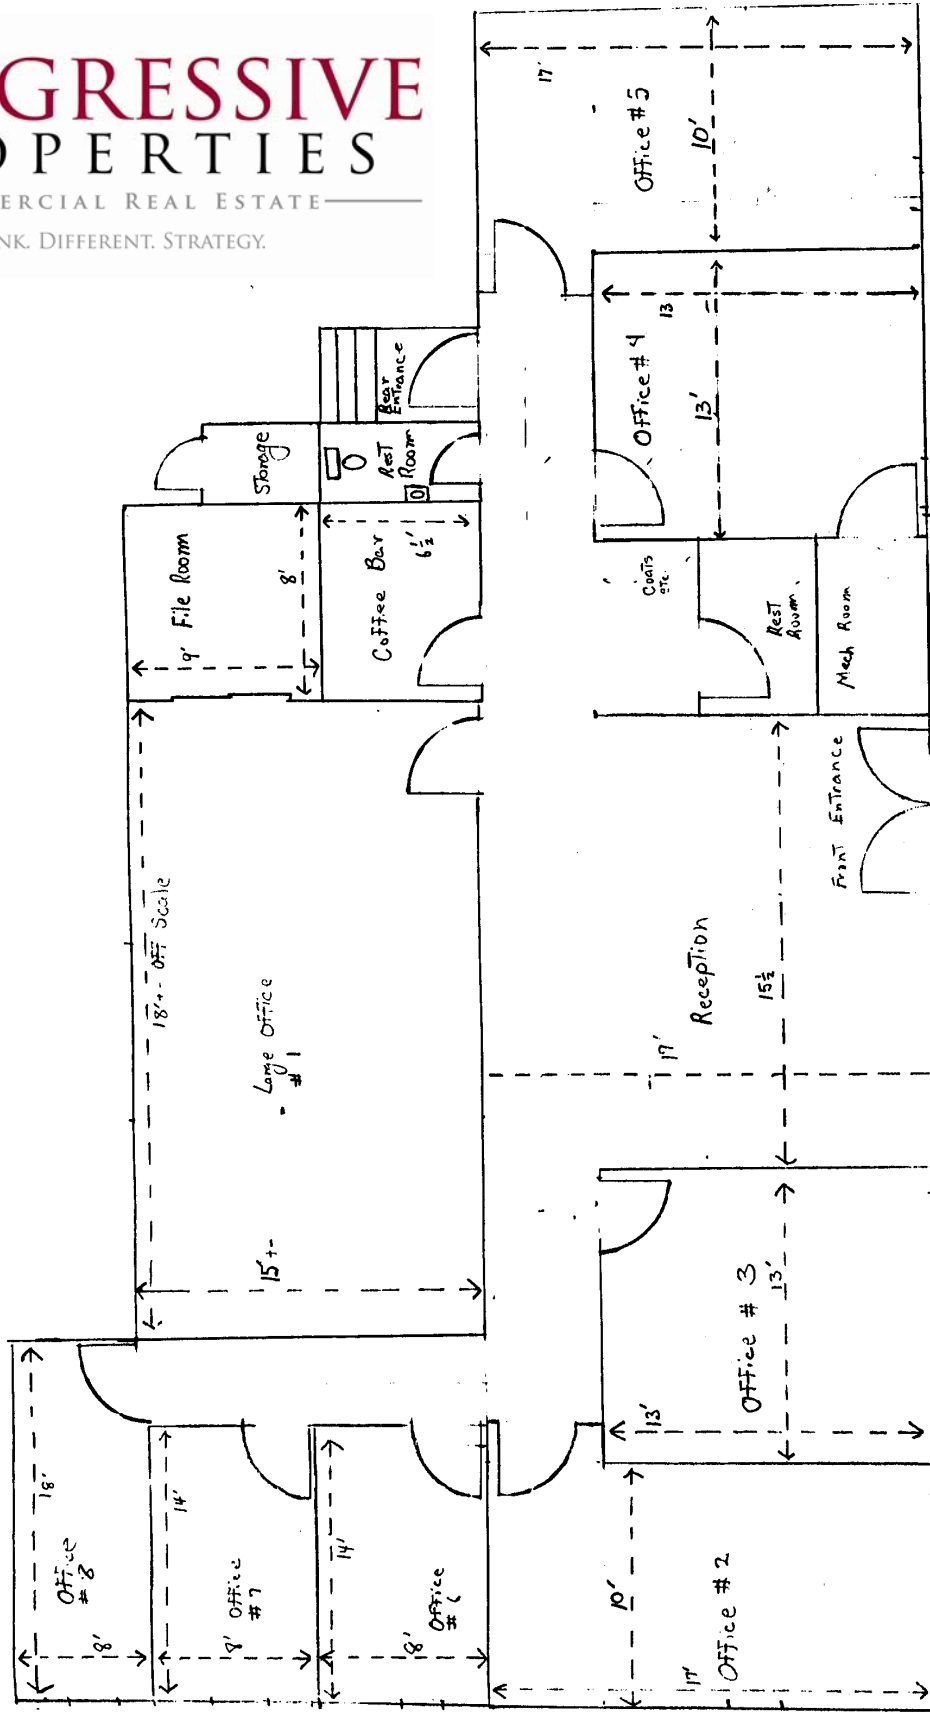 GRESSIVE
OPERTIES
ERCIAL REAL ESTATE
NK. DIFFERENT. STRATEGY.
17'
Office #5
10'
13
Office #4
13'
Rear
Entrance
Storage
Rest
Room
File Room
9'
8'
Coffee Bar
6½'
Coats
etc.
Rest
Room
Mech Room
Front Entrance
18'+- Off Scale
Large Office
#1
15'+-
Reception
15½
17'
Office #3
13'
13'
18'
Office
#8
8'
14'
Office
#7
8'
14'
Office
#6
8'
10'
Office #2
17'